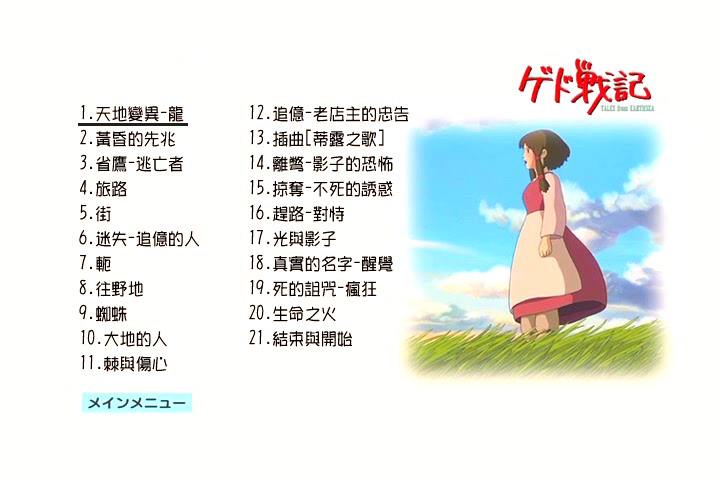 ゲド戦記
TALES from EARTHSEA
1.天地變異-龍
2.黃昏的先兆
3.省鷹-逃亡者
4.旅路
5.街
6.迷失-追億的人
7.軛
8.往野地
9.蜘蛛
10.大地的人
11.棘與傷心
12.追億-老店主的忠告
13.插曲[蒂露之歌]
14.離彆-影子的恐怖
15.掠奪-不死的誘惑
16.趕路-對恃
17.光與影子
18.真實的名字-醒覺
19.死的詛咒-瘋狂
20.生命之火
21.結束與開始
メインメニュー